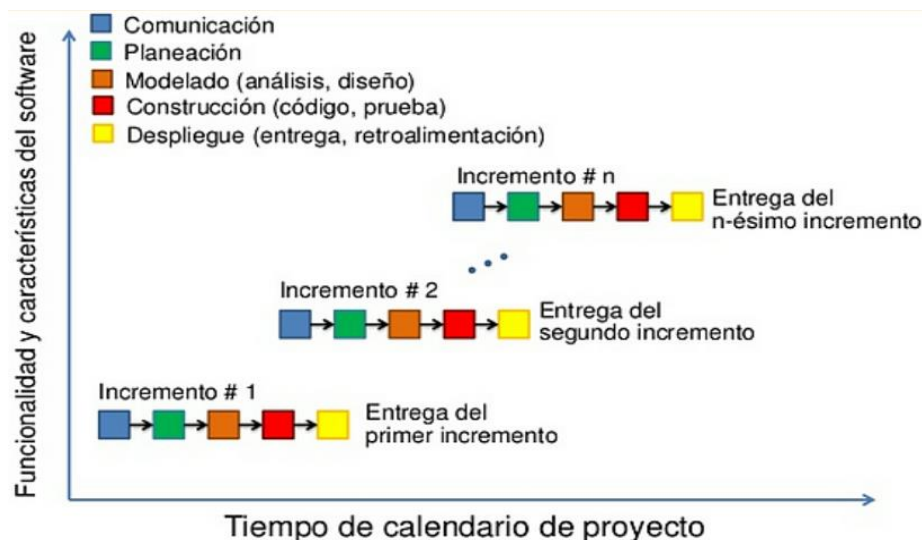 Funcionalidad y características del software
Comunicación
Planeación
Modelado (análisis, diseño)
Construcción (código, prueba)
Despliegue (entrega, retroalimentación)
Incremento # n
Entrega del
n-ésimo incremento
Incremento # 2
Entrega del
segundo incremento
Incremento # 1
Entrega del
primer incremento
Tiempo de calendario de proyecto